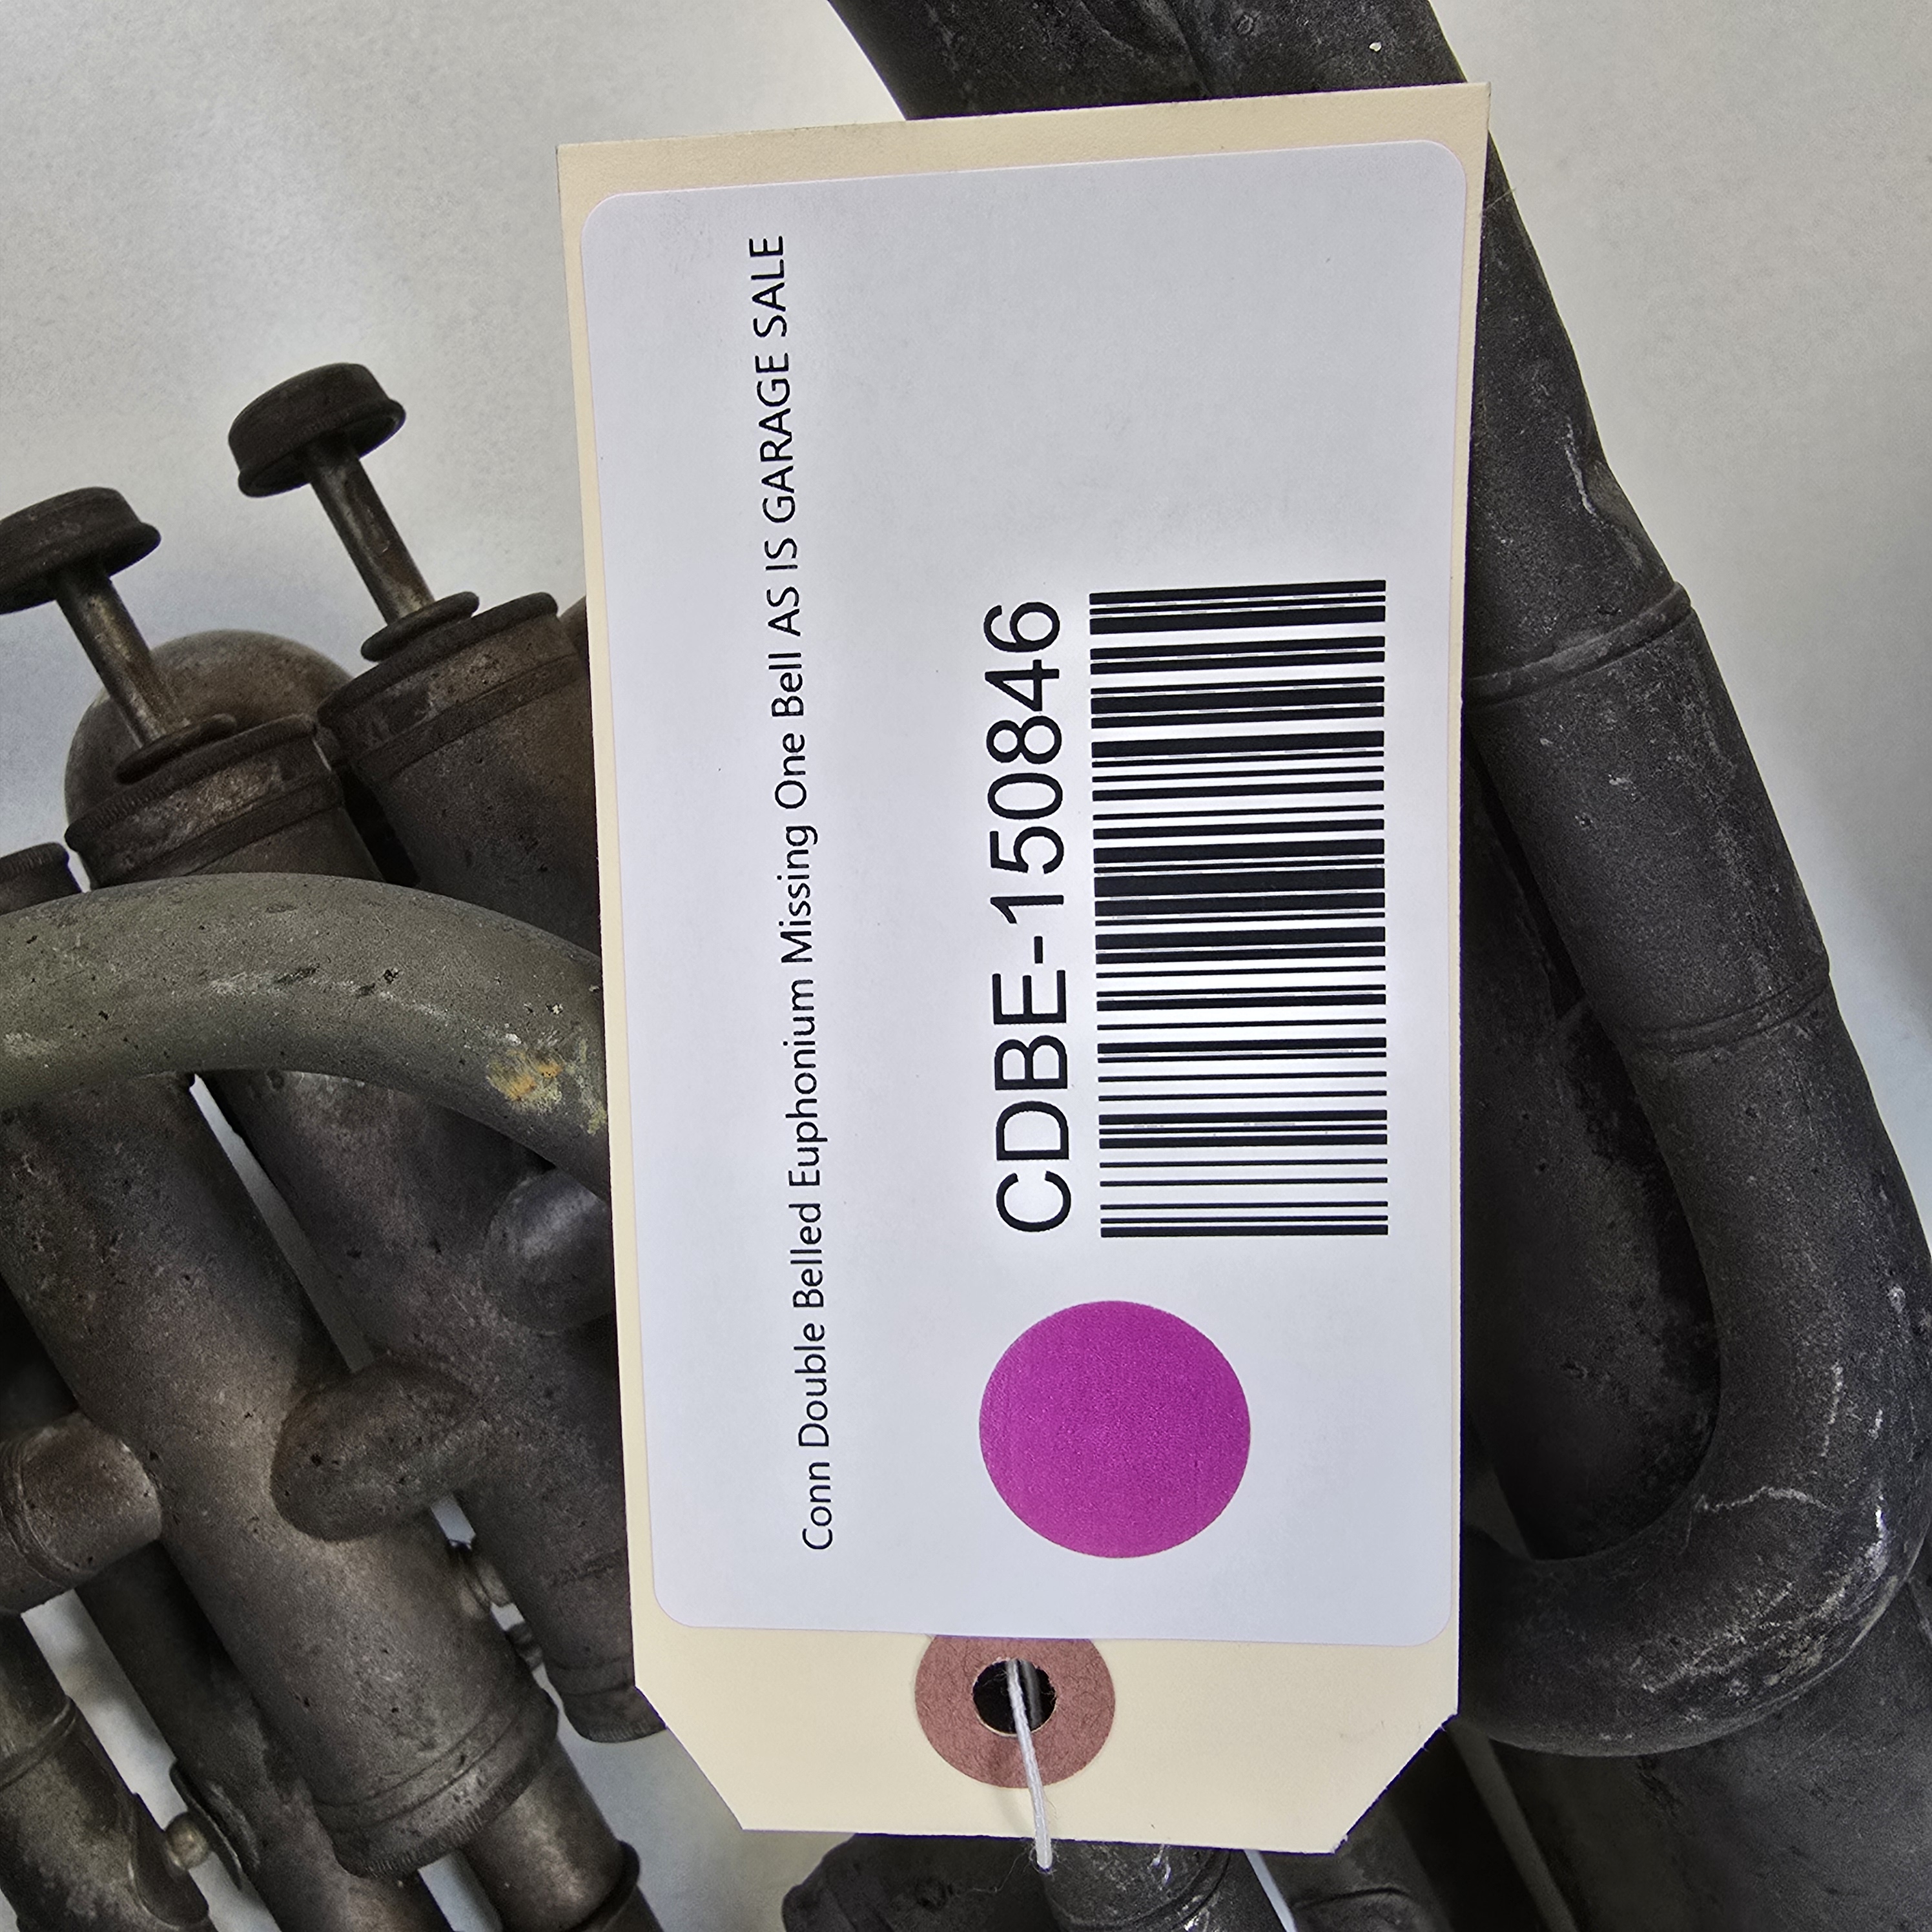 Conn Double Belled Euphonium Missing One Bell AS IS GARAGE SALE
CDBE-150846